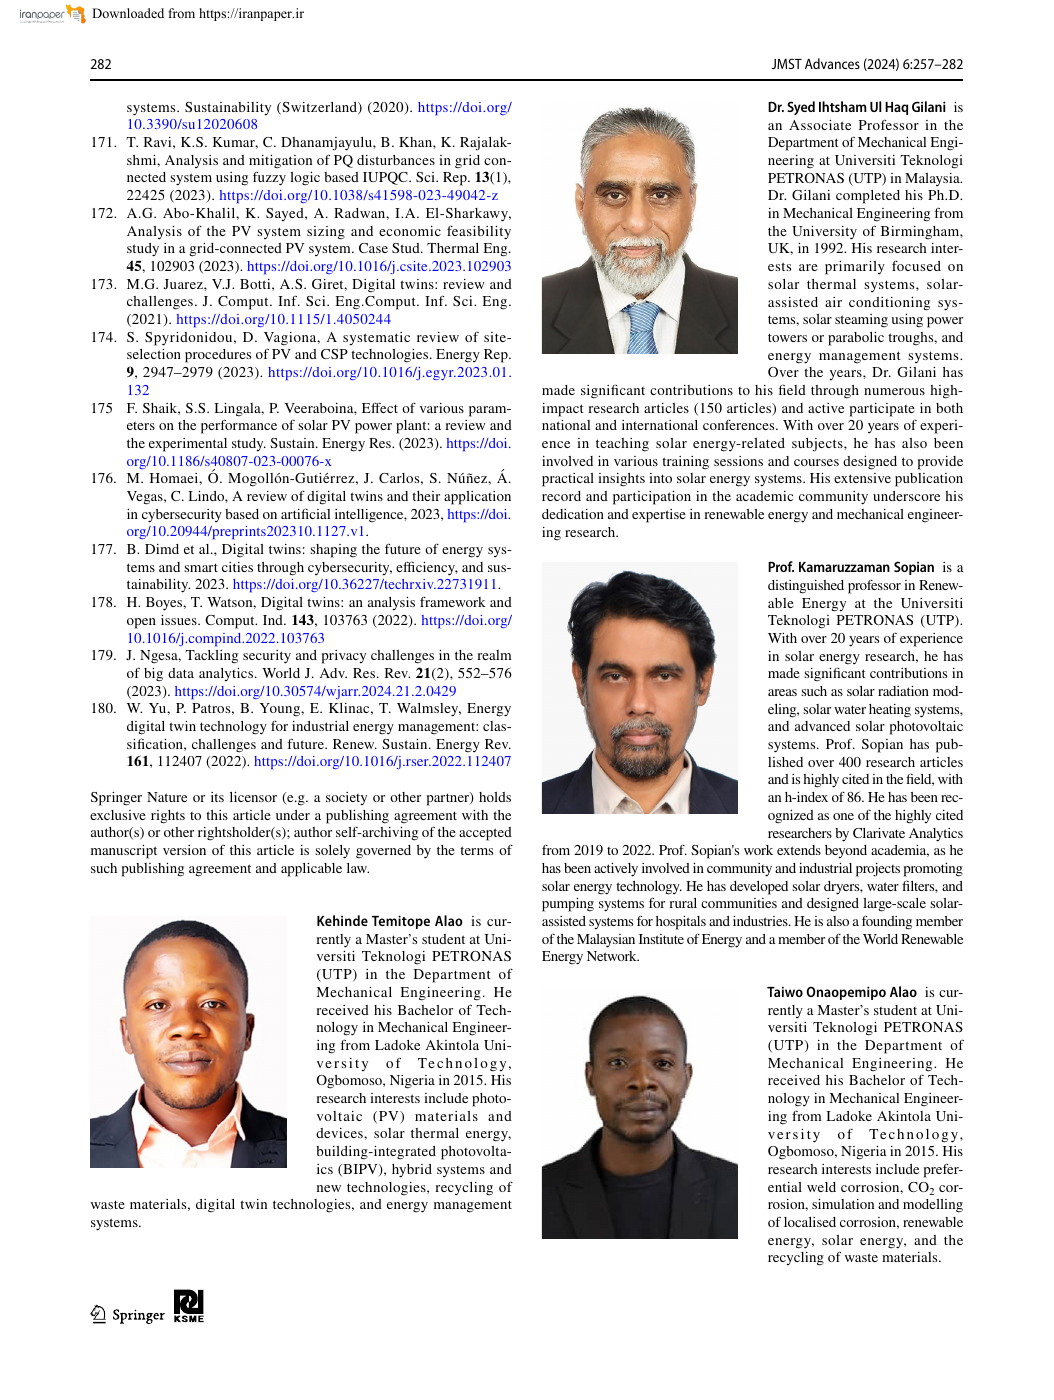 iranpaper
Downloaded from https://iranpaper.ir
282
JMST Advances (2024) 6:257–282
systems. Sustainability (Switzerland) (2020). https://doi.org/
10.3390/su12020608
171. T. Ravi, K.S. Kumar, C. Dhanamjayulu, B. Khan, K. Rajalak-
shmi, Analysis and mitigation of PQ disturbances in grid con-
nected system using fuzzy logic based IUPQC. Sci. Rep. 13(1),
22425 (2023). https://doi.org/10.1038/s41598-023-49042-z
172. A.G. Abo-Khalil, K. Sayed, A. Radwan, I.A. El-Sharkawy,
Analysis of the PV system sizing and economic feasibility
study in a grid-connected PV system. Case Stud. Thermal Eng.
45, 102903 (2023). https://doi.org/10.1016/j.csite.2023.102903
173. M.G. Juarez, V.J. Botti, A.S. Giret, Digital twins: review and
challenges. J. Comput. Inf. Sci. Eng.Comput. Inf. Sci. Eng.
(2021). https://doi.org/10.1115/1.4050244
174. S. Spyridonidou, D. Vagiona, A systematic review of site-
selection procedures of PV and CSP technologies. Energy Rep.
9, 2947–2979 (2023). https://doi.org/10.1016/j.egyr.2023.01.
132
175 F. Shaik, S.S. Lingala, P. Veeraboina, Effect of various param-
eters on the performance of solar PV power plant: a review and
the experimental study. Sustain. Energy Res. (2023). https://doi.
org/10.1186/s40807-023-00076-x
176. M. Homaei, Ó. Mogollón-Gutiérrez, J. Carlos, S. Núñez, Á.
Vegas, C. Lindo, A review of digital twins and their application
in cybersecurity based on artificial intelligence, 2023, https://doi.
org/10.20944/preprints202310.1127.v1.
177. B. Dimd et al., Digital twins: shaping the future of energy sys-
tems and smart cities through cybersecurity, efficiency, and sus-
tainability. 2023. https://doi.org/10.36227/techrxiv.22731911.
178. H. Boyes, T. Watson, Digital twins: an analysis framework and
open issues. Comput. Ind. 143, 103763 (2022). https://doi.org/
10.1016/j.compind.2022.103763
179. J. Ngesa, Tackling security and privacy challenges in the realm
of big data analytics. World J. Adv. Res. Rev. 21(2), 552–576
(2023). https://doi.org/10.30574/wjarr.2024.21.2.0429
180. W. Yu, P. Patros, B. Young, E. Klinac, T. Walmsley, Energy
digital twin technology for industrial energy management: clas-
sification, challenges and future. Renew. Sustain. Energy Rev.
161, 112407 (2022). https://doi.org/10.1016/j.rser.2022.112407
Springer Nature or its licensor (e.g. a society or other partner) holds
exclusive rights to this article under a publishing agreement with the
author(s) or other rightsholder(s); author self-archiving of the accepted
manuscript version of this article is solely governed by the terms of
such publishing agreement and applicable law.
Kehinde Temitope Alao is cur-
rently a Master's student at Uni-
versiti Teknologi PETRONAS
(UTP) in the Department of
Mechanical Engineering. He
received his Bachelor of Tech-
nology in Mechanical Engineer-
ing from Ladoke Akintola Uni-
versity of Technology,
Ogbomoso, Nigeria in 2015. His
research interests include photo-
voltaic (PV) materials and
devices, solar thermal energy,
building-integrated photovolta-
ics (BIPV), hybrid systems and
new technologies, recycling of
waste materials, digital twin technologies, and energy management
systems.
Dr. Syed Ihtsham Ul Haq Gilani is
an Associate Professor in the
Department of Mechanical Engi-
neering at Universiti Teknologi
PETRONAS (UTP) in Malaysia.
Dr. Gilani completed his Ph.D.
in Mechanical Engineering from
the University of Birmingham,
UK, in 1992. His research inter-
ests are primarily focused on
solar thermal systems, solar-
assisted air conditioning sys-
tems, solar steaming using power
towers or parabolic troughs, and
energy management systems.
Over the years, Dr. Gilani has
made significant contributions to his field through numerous high-
impact research articles (150 articles) and active participate in both
national and international conferences. With over 20 years of experi-
ence in teaching solar energy-related subjects, he has also been
involved in various training sessions and courses designed to provide
practical insights into solar energy systems. His extensive publication
record and participation in the academic community underscore his
dedication and expertise in renewable energy and mechanical engineer-
ing research.
Prof. Kamaruzzaman Sopian is a
distinguished professor in Renew-
able Energy at the Universiti
Teknologi PETRONAS (UTP).
With over 20 years of experience
in solar energy research, he has
made significant contributions in
areas such as solar radiation mod-
eling, solar water heating systems,
and advanced solar photovoltaic
systems. Prof. Sopian has pub-
lished over 400 research articles
and is highly cited in the field, with
an h-index of 86. He has been rec-
ognized as one of the highly cited
researchers by Clarivate Analytics
from 2019 to 2022. Prof. Sopian's work extends beyond academia, as he
has been actively involved in community and industrial projects promoting
solar energy technology. He has developed solar dryers, water filters, and
pumping systems for rural communities and designed large-scale solar-
assisted systems for hospitals and industries. He is also a founding member
of the Malaysian Institute of Energy and a member of the World Renewable
Energy Network.
Taiwo Onaopemipo Alao is cur-
rently a Master's student at Uni-
versiti Teknologi PETRONAS
(UTP) in the Department of
Mechanical Engineering. He
received his Bachelor of Tech-
nology in Mechanical Engineer-
ing from Ladoke Akintola Uni-
versity of Technology,
Ogbomoso, Nigeria in 2015. His
research interests include prefer-
ential weld corrosion, CO₂ cor-
rosion, simulation and modelling
of localised corrosion, renewable
energy, solar energy, and the
recycling of waste materials.
Springer
KSME